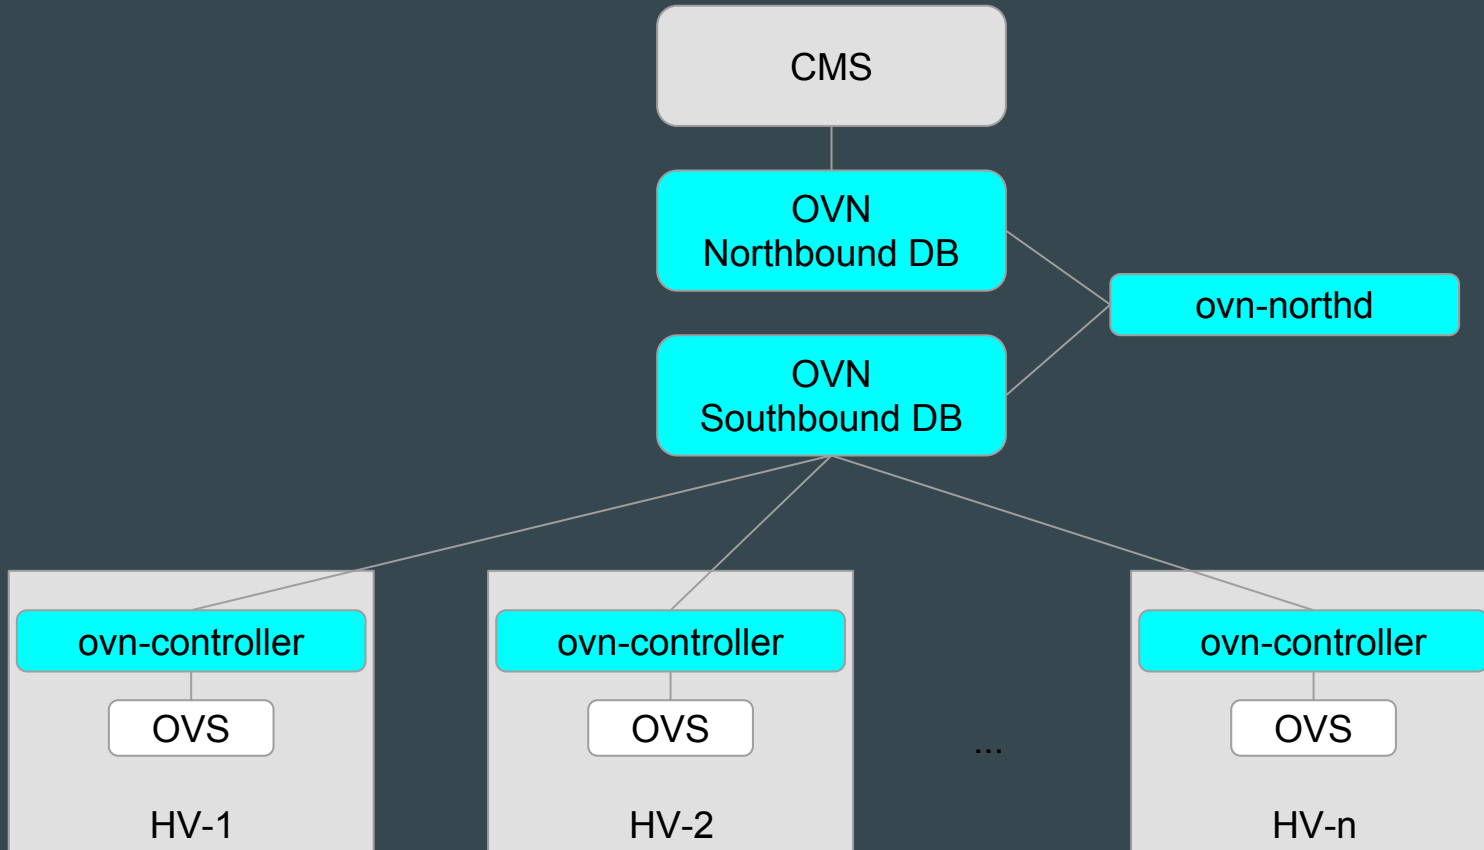 CMS
OVN
Northbound DB
ovn-northd
OVN
Southbound DB
ovn-controller
ovn-controller
ovn-controller
OVS
OVS
OVS
...
HV-1
HV-2
HV-n